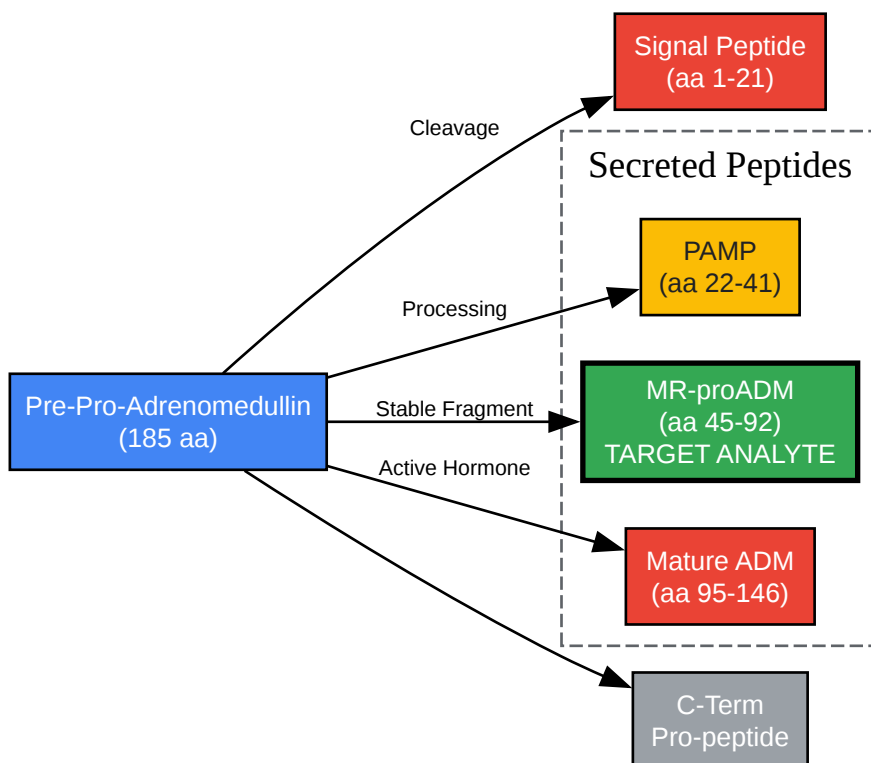 Signal Peptide
(aa 1-21)
Cleavage
Secreted Peptides
PAMP
(aa 22-41)
Processing
Pre-Pro-Adrenomedullin
(185 aa)
Stable Fragment
MR-proADM
(aa 45-92)
TARGET ANALYTE
Active Hormone
Mature ADM
(aa 95-146)
C-Term
Pro-peptide